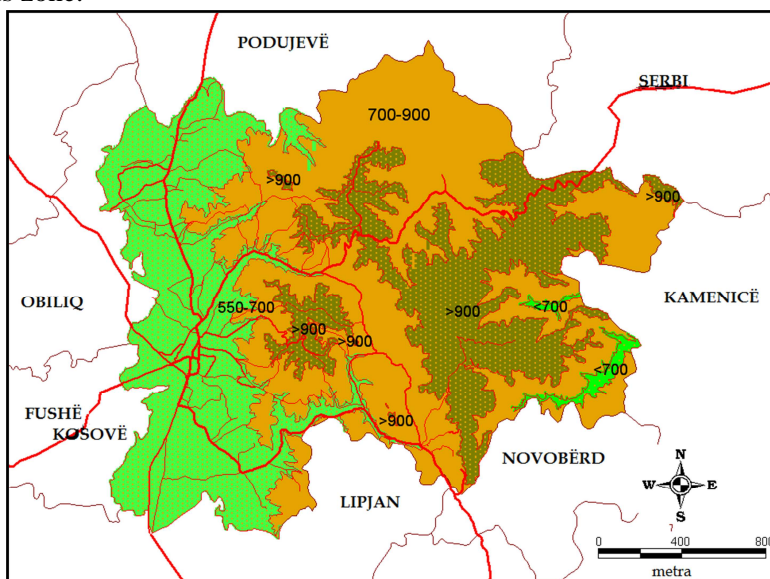 PODUJEVË
SERBI
700-900
>900
>900
OBILIQ
550-700
>900
>900
>900
<700
KAMENICË
<700
FUSHË
KOSOVË
>900
NOVOBËRD
LIPJAN
N
W E
S
0 400 800
metra